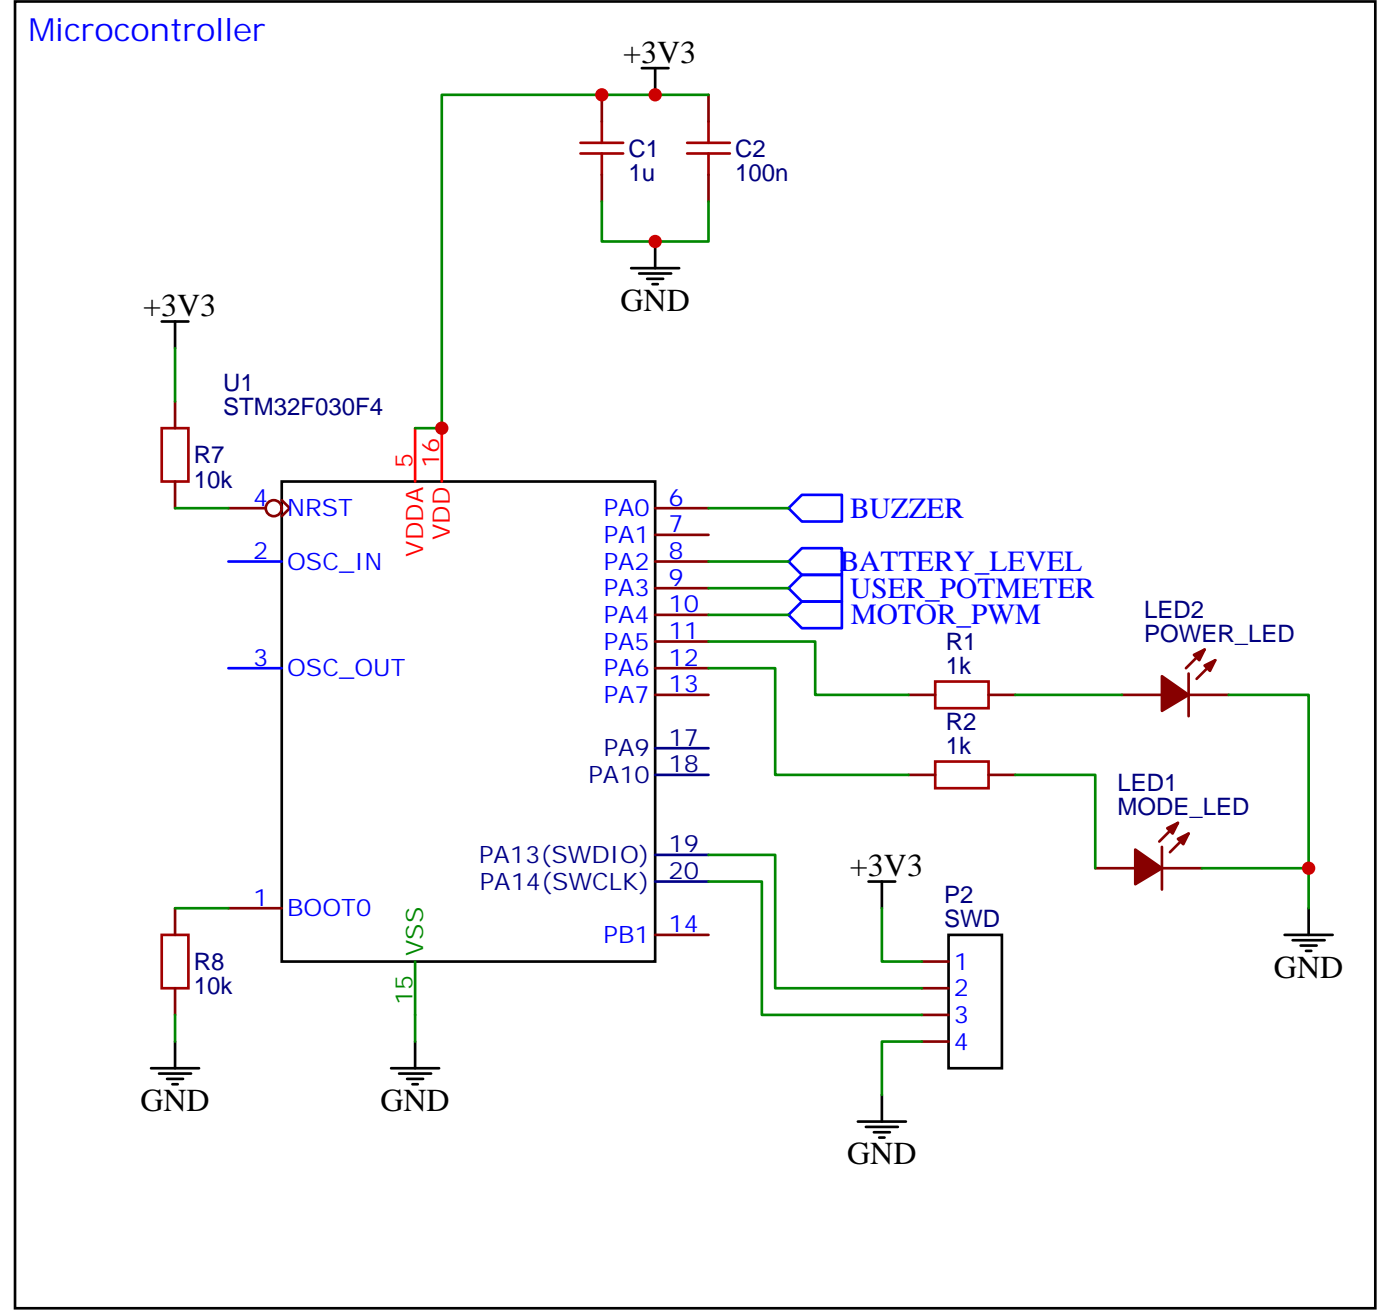 Microcontroller
+3V3
C1
1u
C2
100n
GND
+3V3
U1
STM32F030F4
R7
10k
5
16
VDDA
VDD
4
NRST
2
OSC_IN
3
OSC_OUT
1
BOOT0
R8
10k
GND
VSS
15
GND
PA0
6
BUZZER
PA1
7
PA2
8
BATTERY_LEVEL
PA3
9
USER_POTMETER
PA4
10
MOTOR_PWM
PA5
11
PA6
12
PA7
13
PA9
17
PA10
18
PA13(SWDIO)
19
PA14(SWCLK)
20
PB1
14
R1
1k
R2
1k
LED2
POWER_LED
LED1
MODE_LED
GND
+3V3
P2
SWD
1
2
3
4
GND